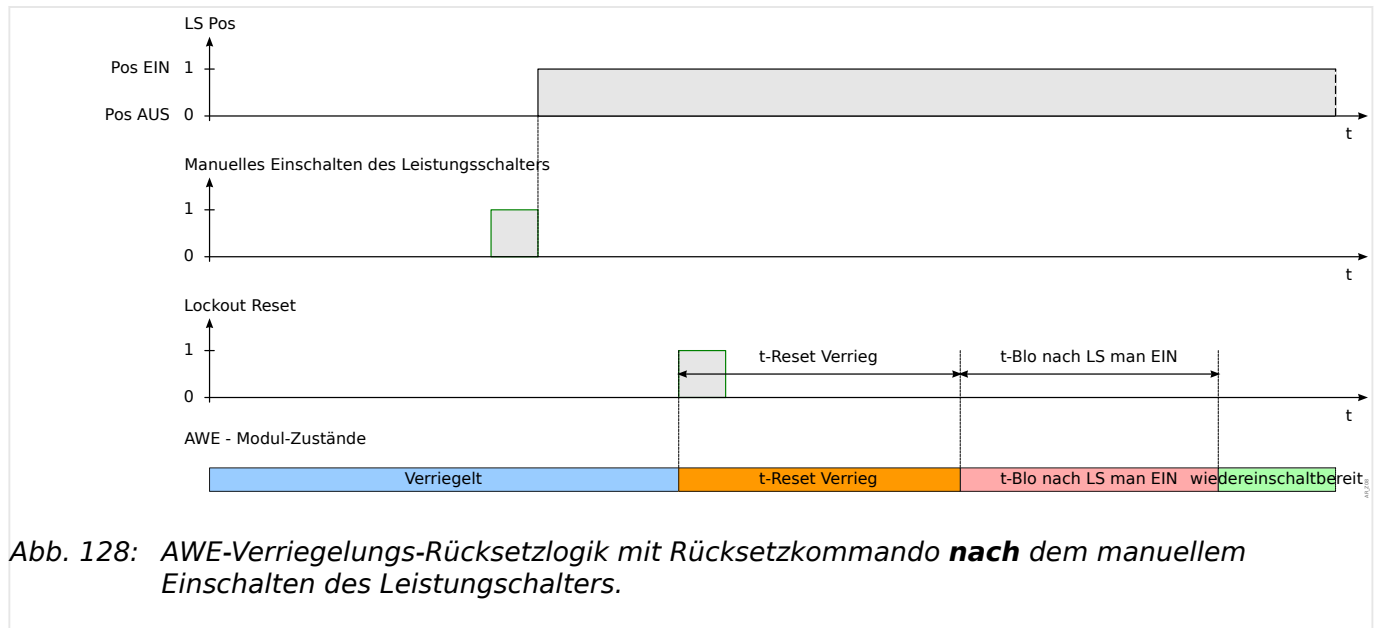 LS Pos
Pos EIN 1
Pos AUS 0
t
Manuelles Einschalten des Leistungsschalters
1
0
t
Lockout Reset
1
t-Reset Verrieg t-Blo nach LS man EIN
0
t
AWE - Modul-Zustände
Verriegelt t-Reset Verrieg t-Blo nach LS man EIN wiedereinschaltbereit
Abb. 128: AWE-Verriegelungs-Rücksetzlogik mit Rücksetzkommando nach dem manuellem
Einschalten des Leistungschalters.